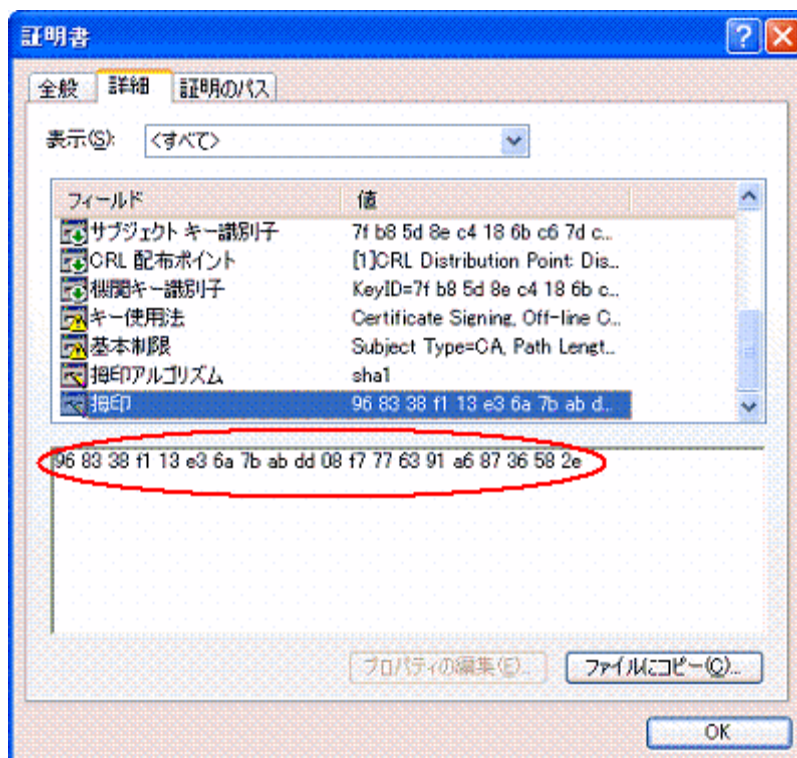 証明書
全般 詳細 証明のパス
表示(S): <すべて>
フィールド 値
サブジェクト キー識別子 7f b8 5d 8e c4 18 6b c6 7d c...
CRL 配布ポイント [1]CRL Distribution Point: Dis...
機関キー識別子 KeyID=7f b8 5d 8e c4 18 6b c...
キー使用法 Certificate Signing, Off-line C...
基本制限 Subject Type=CA, Path Lengt...
拇印アルゴリズム sha1
拇印 96 83 38 f1 13 e3 6a 7b ab d...
96 83 38 f1 13 e3 6a 7b ab dd 08 f7 77 63 91 a6 87 36 58 2e
プロパティの編集(E)... ファイルにコピー(C)...
OK